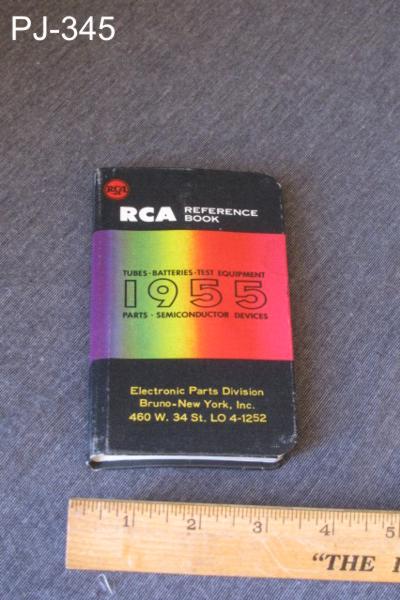 PJ-345
RCA
RCA REFERENCE
BOOK
TUBES·BATTERIES·TEST EQUIPMENT
1955
PARTS · SEMICONDUCTOR DEVICES
Electronic Parts Division
Bruno-New York, Inc.
460 W. 34 St. LO 4-1252
1 2 3 4 5
"THE